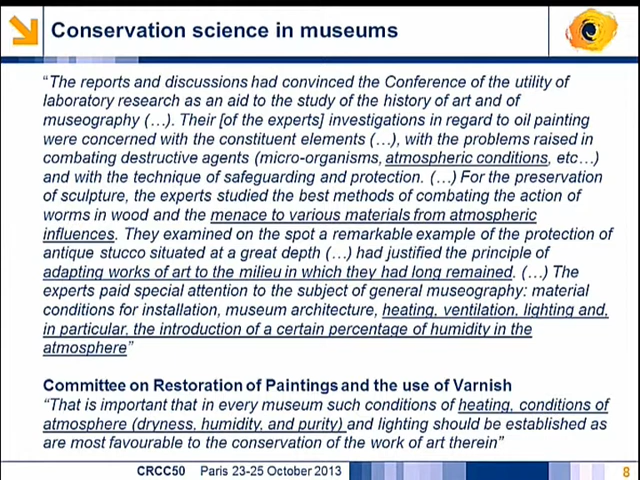 Conservation science in museums
“The reports and discussions had convinced the Conference of the utility of
laboratory research as an aid to the study of the history of art and of
museography (…). Their [of the experts] investigations in regard to oil painting
were concerned with the constituent elements (…), with the problems raised in
combating destructive agents (micro-organisms, atmospheric conditions, etc…)
and with the technique of safeguarding and protection. (…) For the preservation
of sculpture, the experts studied the best methods of combating the action of
worms in wood and the menace to various materials from atmospheric
influences. They examined on the spot a remarkable example of the protection of
antique stucco situated at a great depth (…) had justified the principle of
adapting works of art to the milieu in which they had long remained. (…) The
experts paid special attention to the subject of general museography: material
conditions for installation, museum architecture, heating, ventilation, lighting and,
in particular, the introduction of a certain percentage of humidity in the
atmosphere”
Committee on Restoration of Paintings and the use of Varnish
“That is important that in every museum such conditions of heating, conditions of
atmosphere (dryness, humidity, and purity) and lighting should be established as
are most favourable to the conservation of the work of art therein”
CRCC50 Paris 23-25 October 2013
8